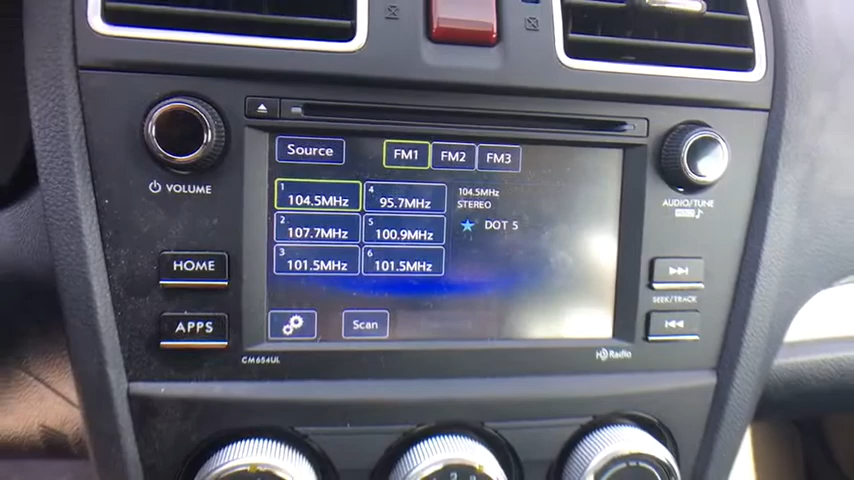 VOLUME
HOME
APPS
Source
FM1 FM2 FM3
1 104.5MHz
4 95.7MHz
2 107.7MHz
5 100.9MHz
3 101.5MHz
6 101.5MHz
104.5MHz
STEREO
DOT 5
Scan
CM654UL
HD Radio
AUDIO/TUNE
SEEK/TRACK